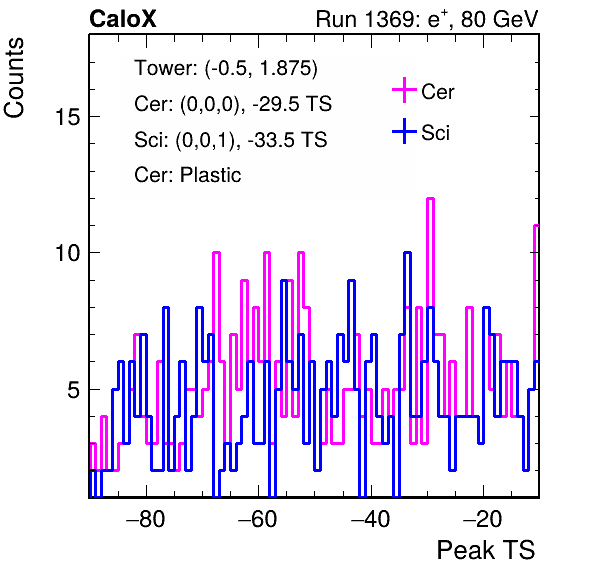 CaloX Run 1369: e⁺, 80 GeV
Counts
Tower: (-0.5, 1.875)
Cer: (0,0,0), -29.5 TS
Sci: (0,0,1), -33.5 TS
Cer: Plastic
Cer
Sci
15
10
5
−80 −60 −40 −20
Peak TS